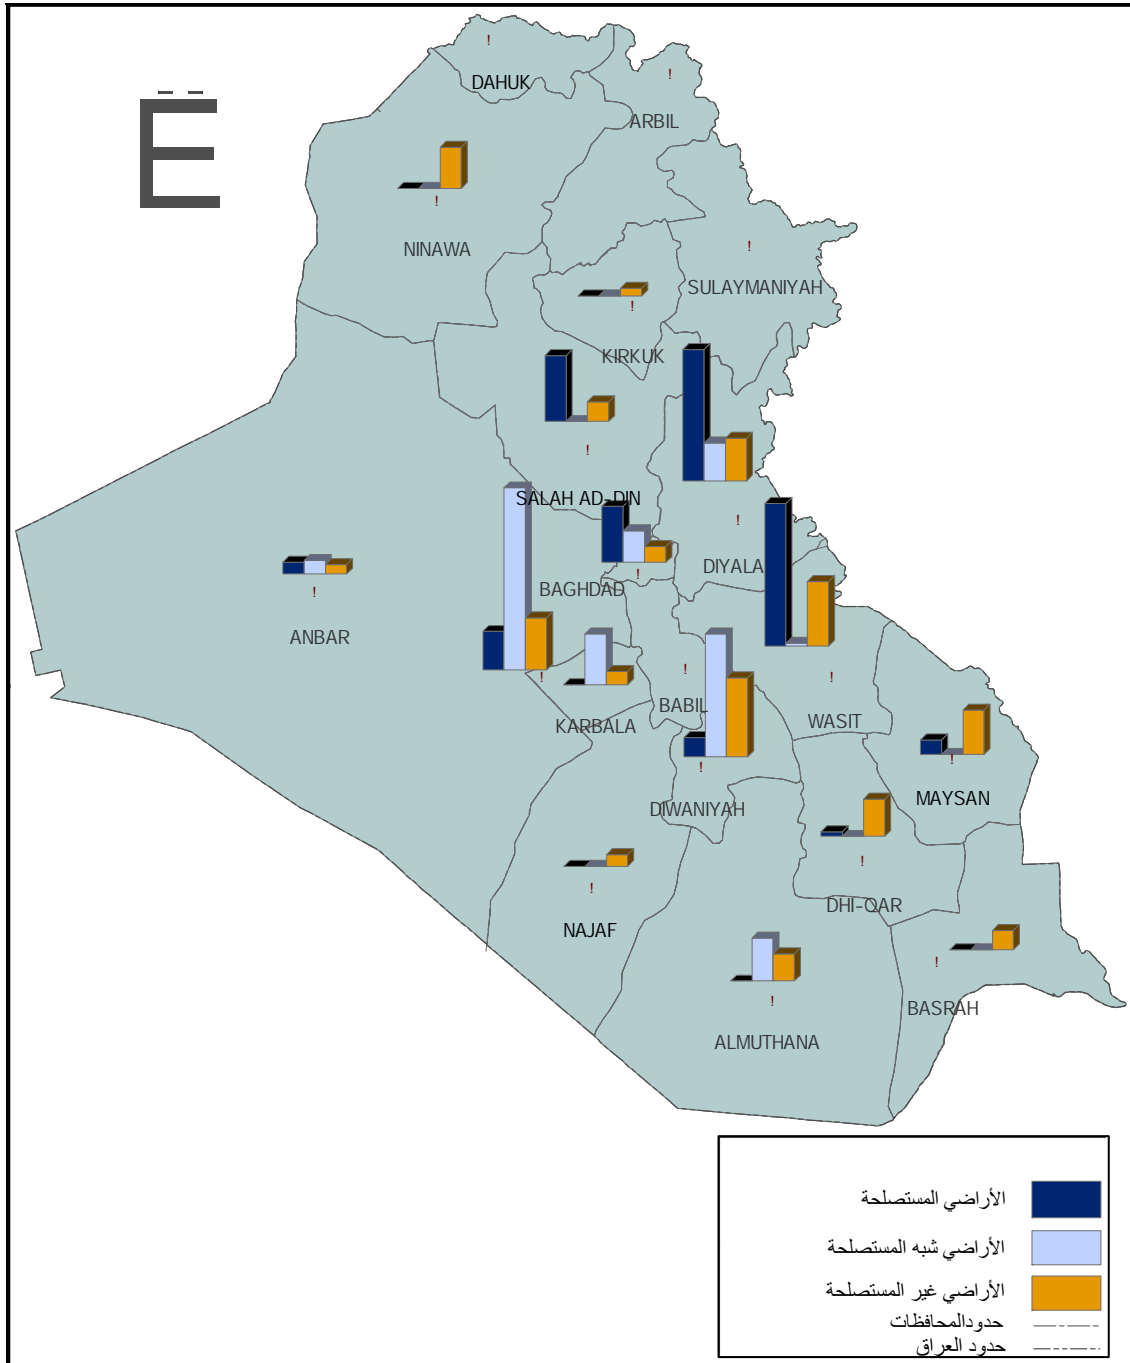 DAHUK
ARBIL
NINAWA
SULAYMANIYAH
KIRKUK
SALAH AD-DIN
DIYALA
BAGHDAD
ANBAR
BABIL
KARBALA
WASIT
MAYSAN
DIWANIYAH
DHI-QAR
NAJAF
BASRAH
ALMUTHANA
الأراضي المستصلحة
الأراضي شبه المستصلحة
الأراضي غير المستصلحة
حدودالمحافظات
حدود العراق